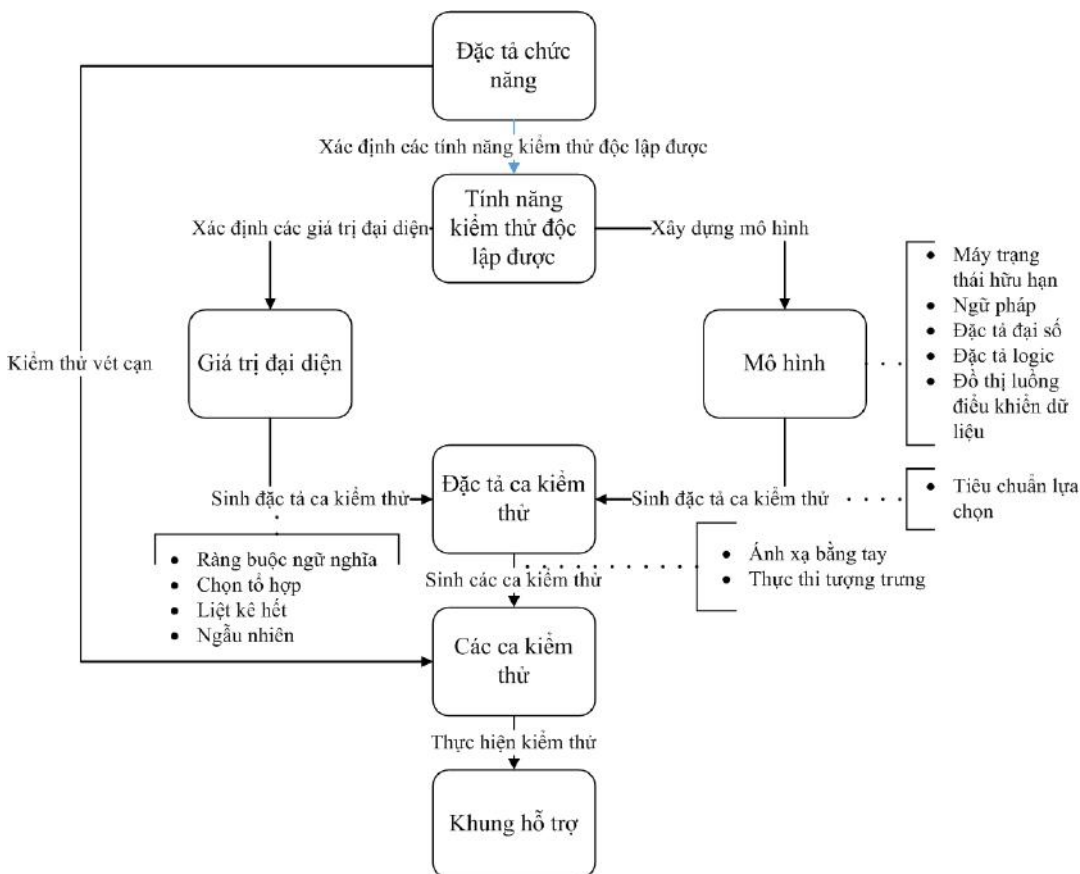 Đặc tả chức
năng
Xác định các tính năng kiểm thử độc lập được
Tính năng
kiểm thử độc
lập được
Xác định các giá trị đại diện
Xây dựng mô hình
Máy trạng
thái hữu hạn
Ngữ pháp
Đặc tả đại số
Đặc tả logic
Đồ thị luồng
điều khiển dữ
liệu
Kiểm thử vét cạn
Giá trị đại diện
Mô hình
Sinh đặc tả ca kiểm thử
Đặc tả ca kiểm
thử
Sinh đặc tả ca kiểm thử
Tiêu chuẩn lựa
chọn
Ràng buộc ngữ nghĩa
Chọn tổ hợp
Liệt kê hết
Ngẫu nhiên
Sinh các ca kiểm thử
Ánh xạ bằng tay
Thực thi tượng trưng
Các ca kiểm
thử
Thực hiện kiểm thử
Khung hỗ trợ